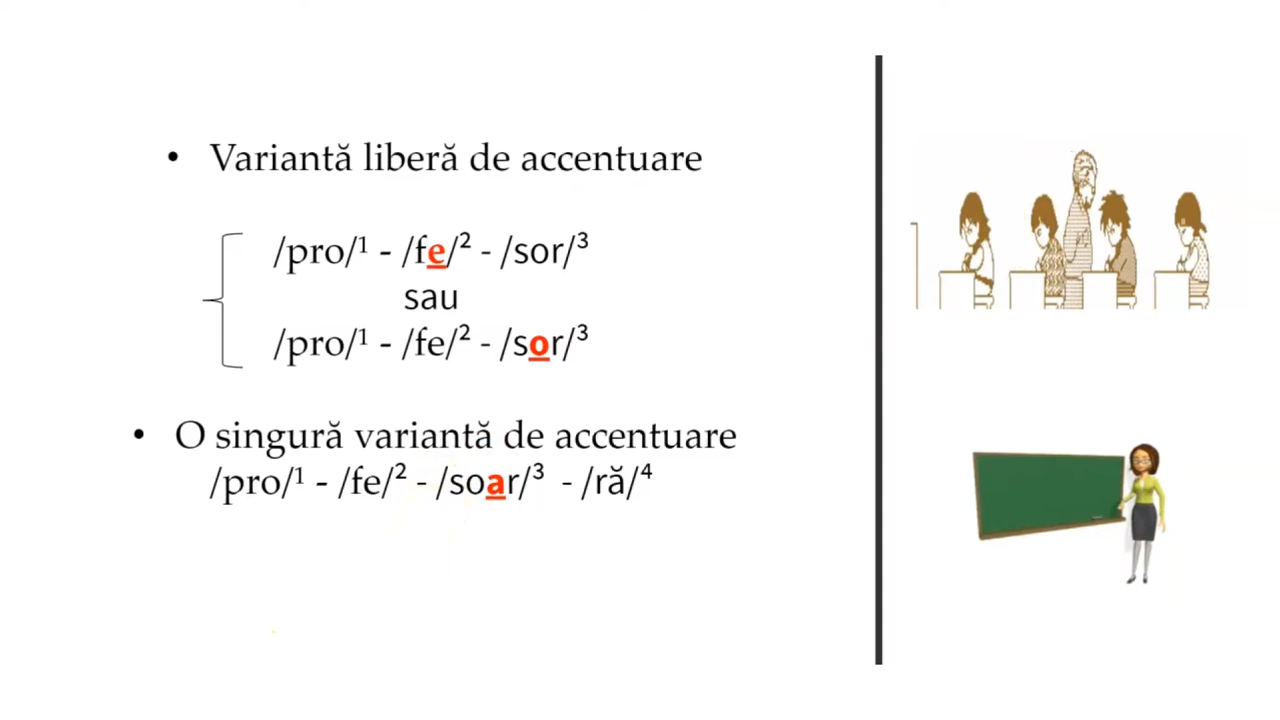 • Variantă liberă de accentuare
/pro/¹ - /fe/² - /sor/³
sau
/pro/¹ - /fe/² - /sor/³
• O singură variantă de accentuare
/pro/¹ - /fe/² - /soar/³ - /ră/⁴